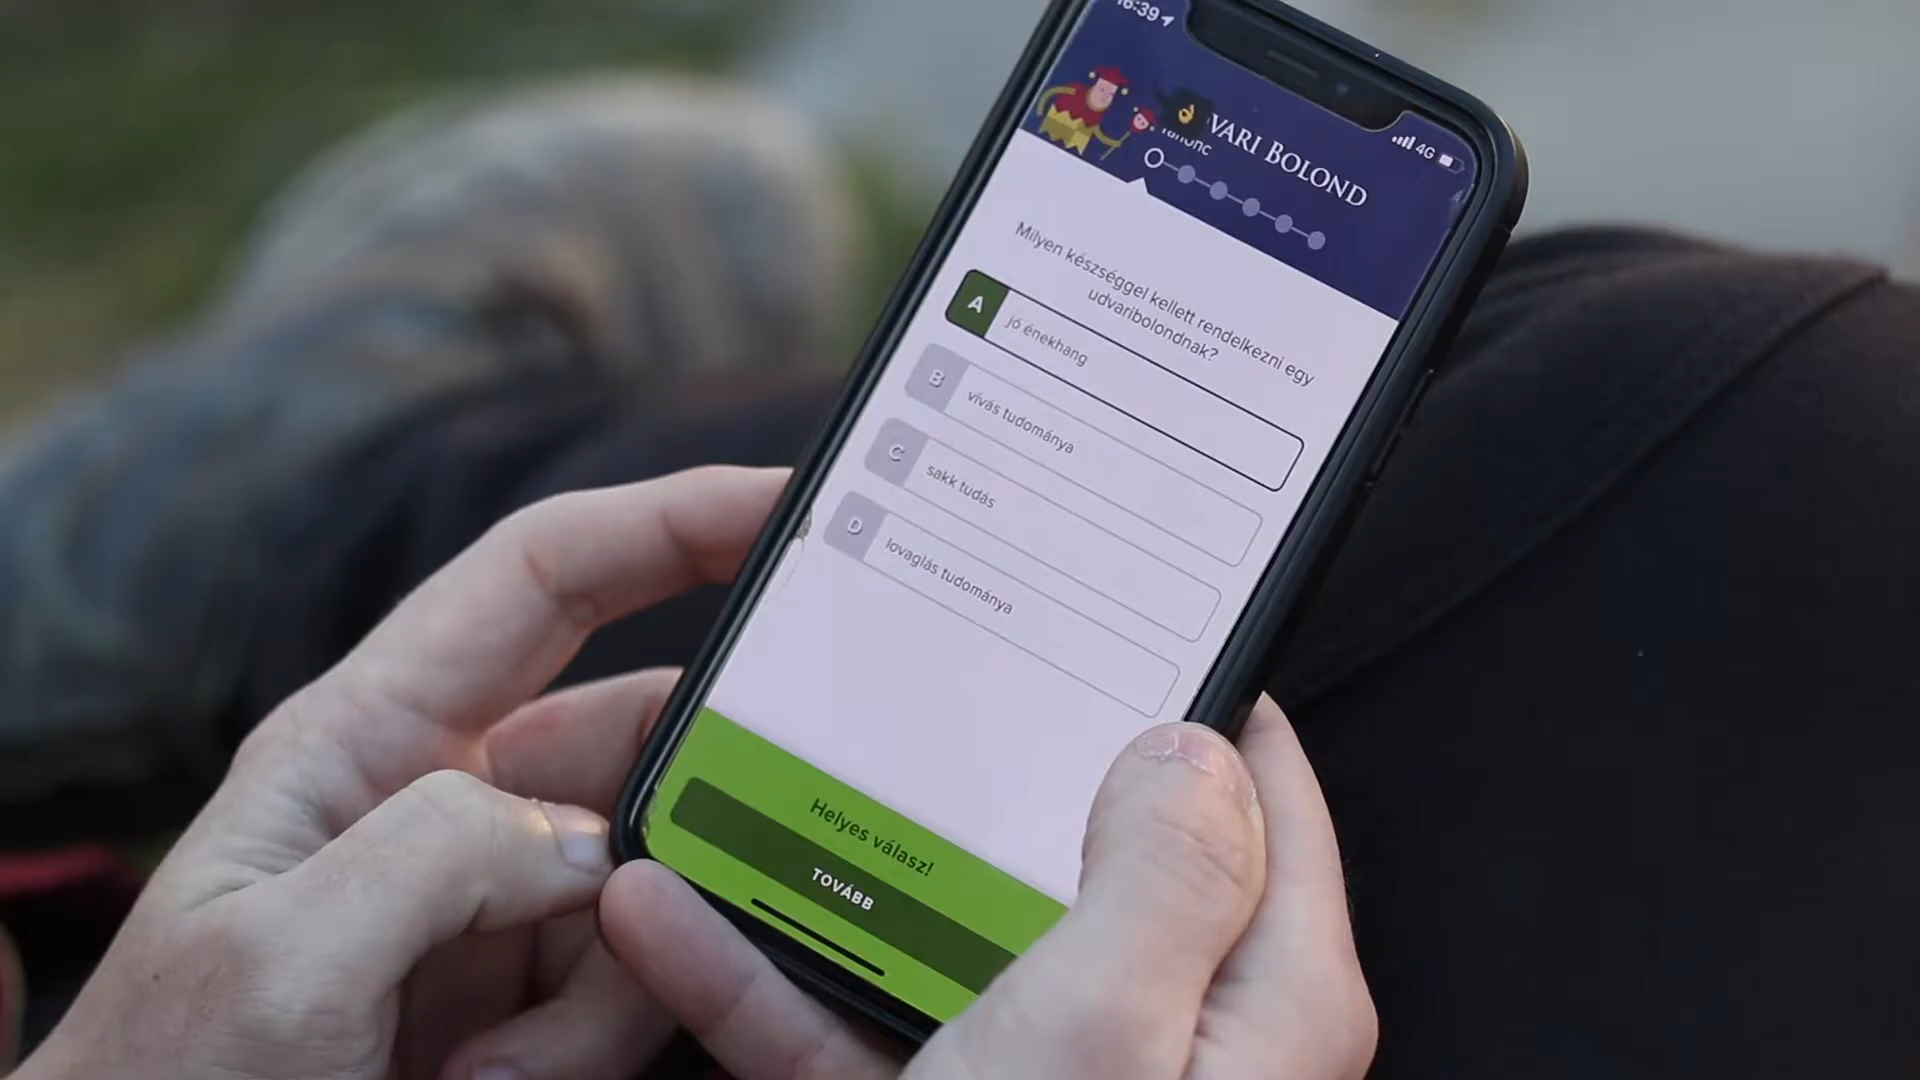 16:39
4G
VARI BOLOND
Milyen készséggel kellett rendelkezni egy
udvaribolondnak?
A
jó énekhang
B
vívás tudománya
C
sakk tudás
D
lovaglás tudománya
Helyes válasz!
TOVÁBB